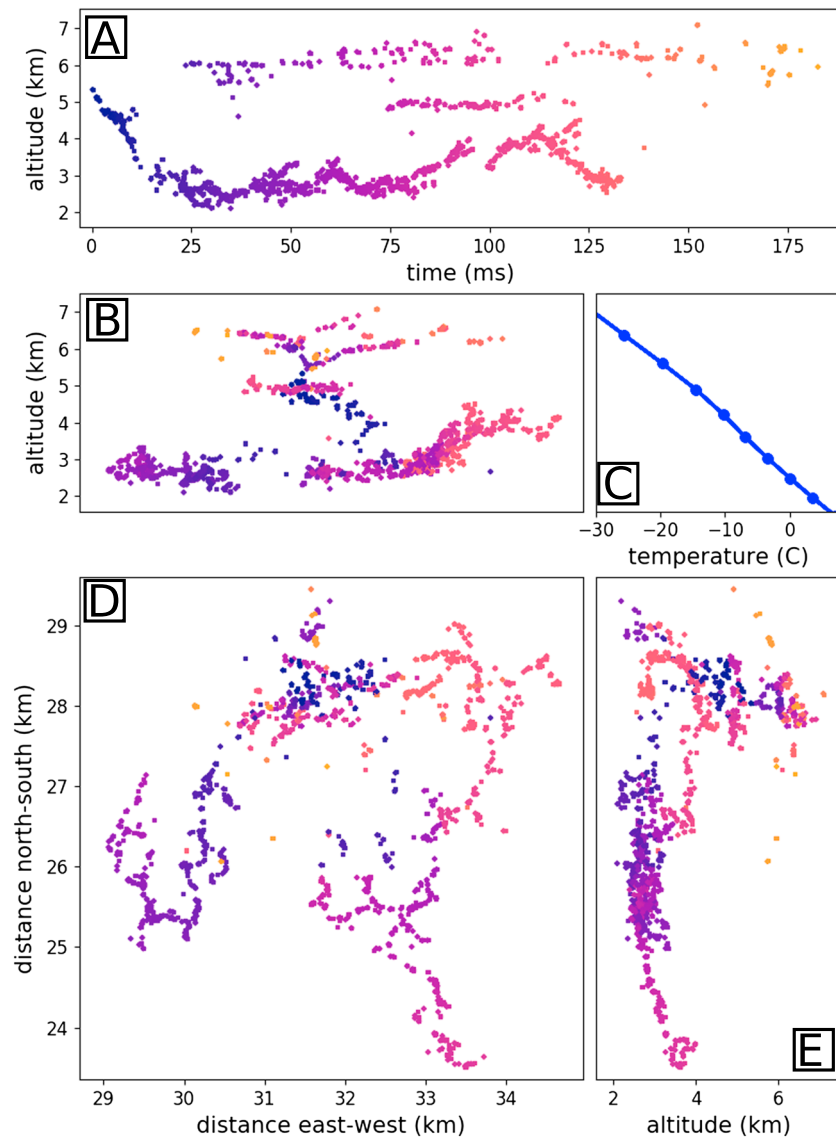 A
altitude (km)
7
6
5
4
3
2
0 25 50 75 100 125 150 175
time (ms)
B
altitude (km)
7
6
5
4
3
2
C
−30 −20 −10 0
temperature (C)
D
distance north-south (km)
29
28
27
26
25
24
29 30 31 32 33 34
distance east-west (km)
E
2 4 6
altitude (km)